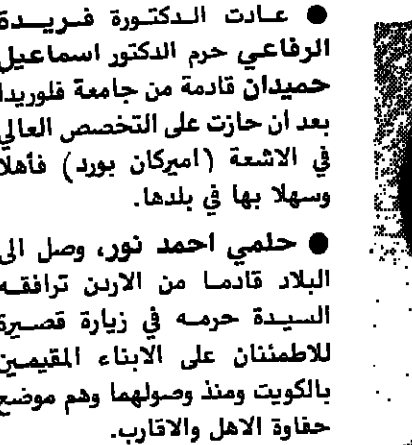 ● عادت الدكتورة فريدة
الرفاعي حرم الدكتور اسماعيل
حميدان قادمة من جامعة فلوريدا
بعد ان حازت على التخصص العالي
في الاشعة (اميركان بورد) فأهلا
وسهلا بها في بلدها.
● حلمي احمد نور، وصل الى
البلاد قادما من الاردن ترافقه
السيدة حرمه في زيارة قصيرة
للاطمئنان على الابناء المقيمين
بالكويت ومنذ وصولهما وهم موضع
حفاوة الاهل والاقارب.